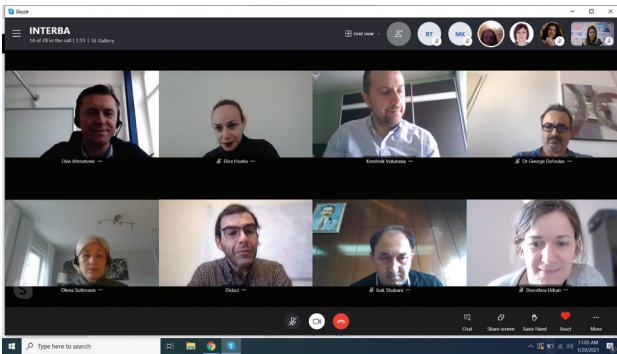 Skype
INTERBA
14 of 28 in the call | 1:13 | Gallery
Grid view
BT
MK
Elvis Ahmetovic
Elira Hoxha
Kreshnik Vukatana
Dr George Dafoulas
Olena Soltmann
Didaci
Isak Shabani
Dorothea Urban
Chat
Share screen
Raise Hand
React
More
Type here to search
11:05 AM
1/20/2021